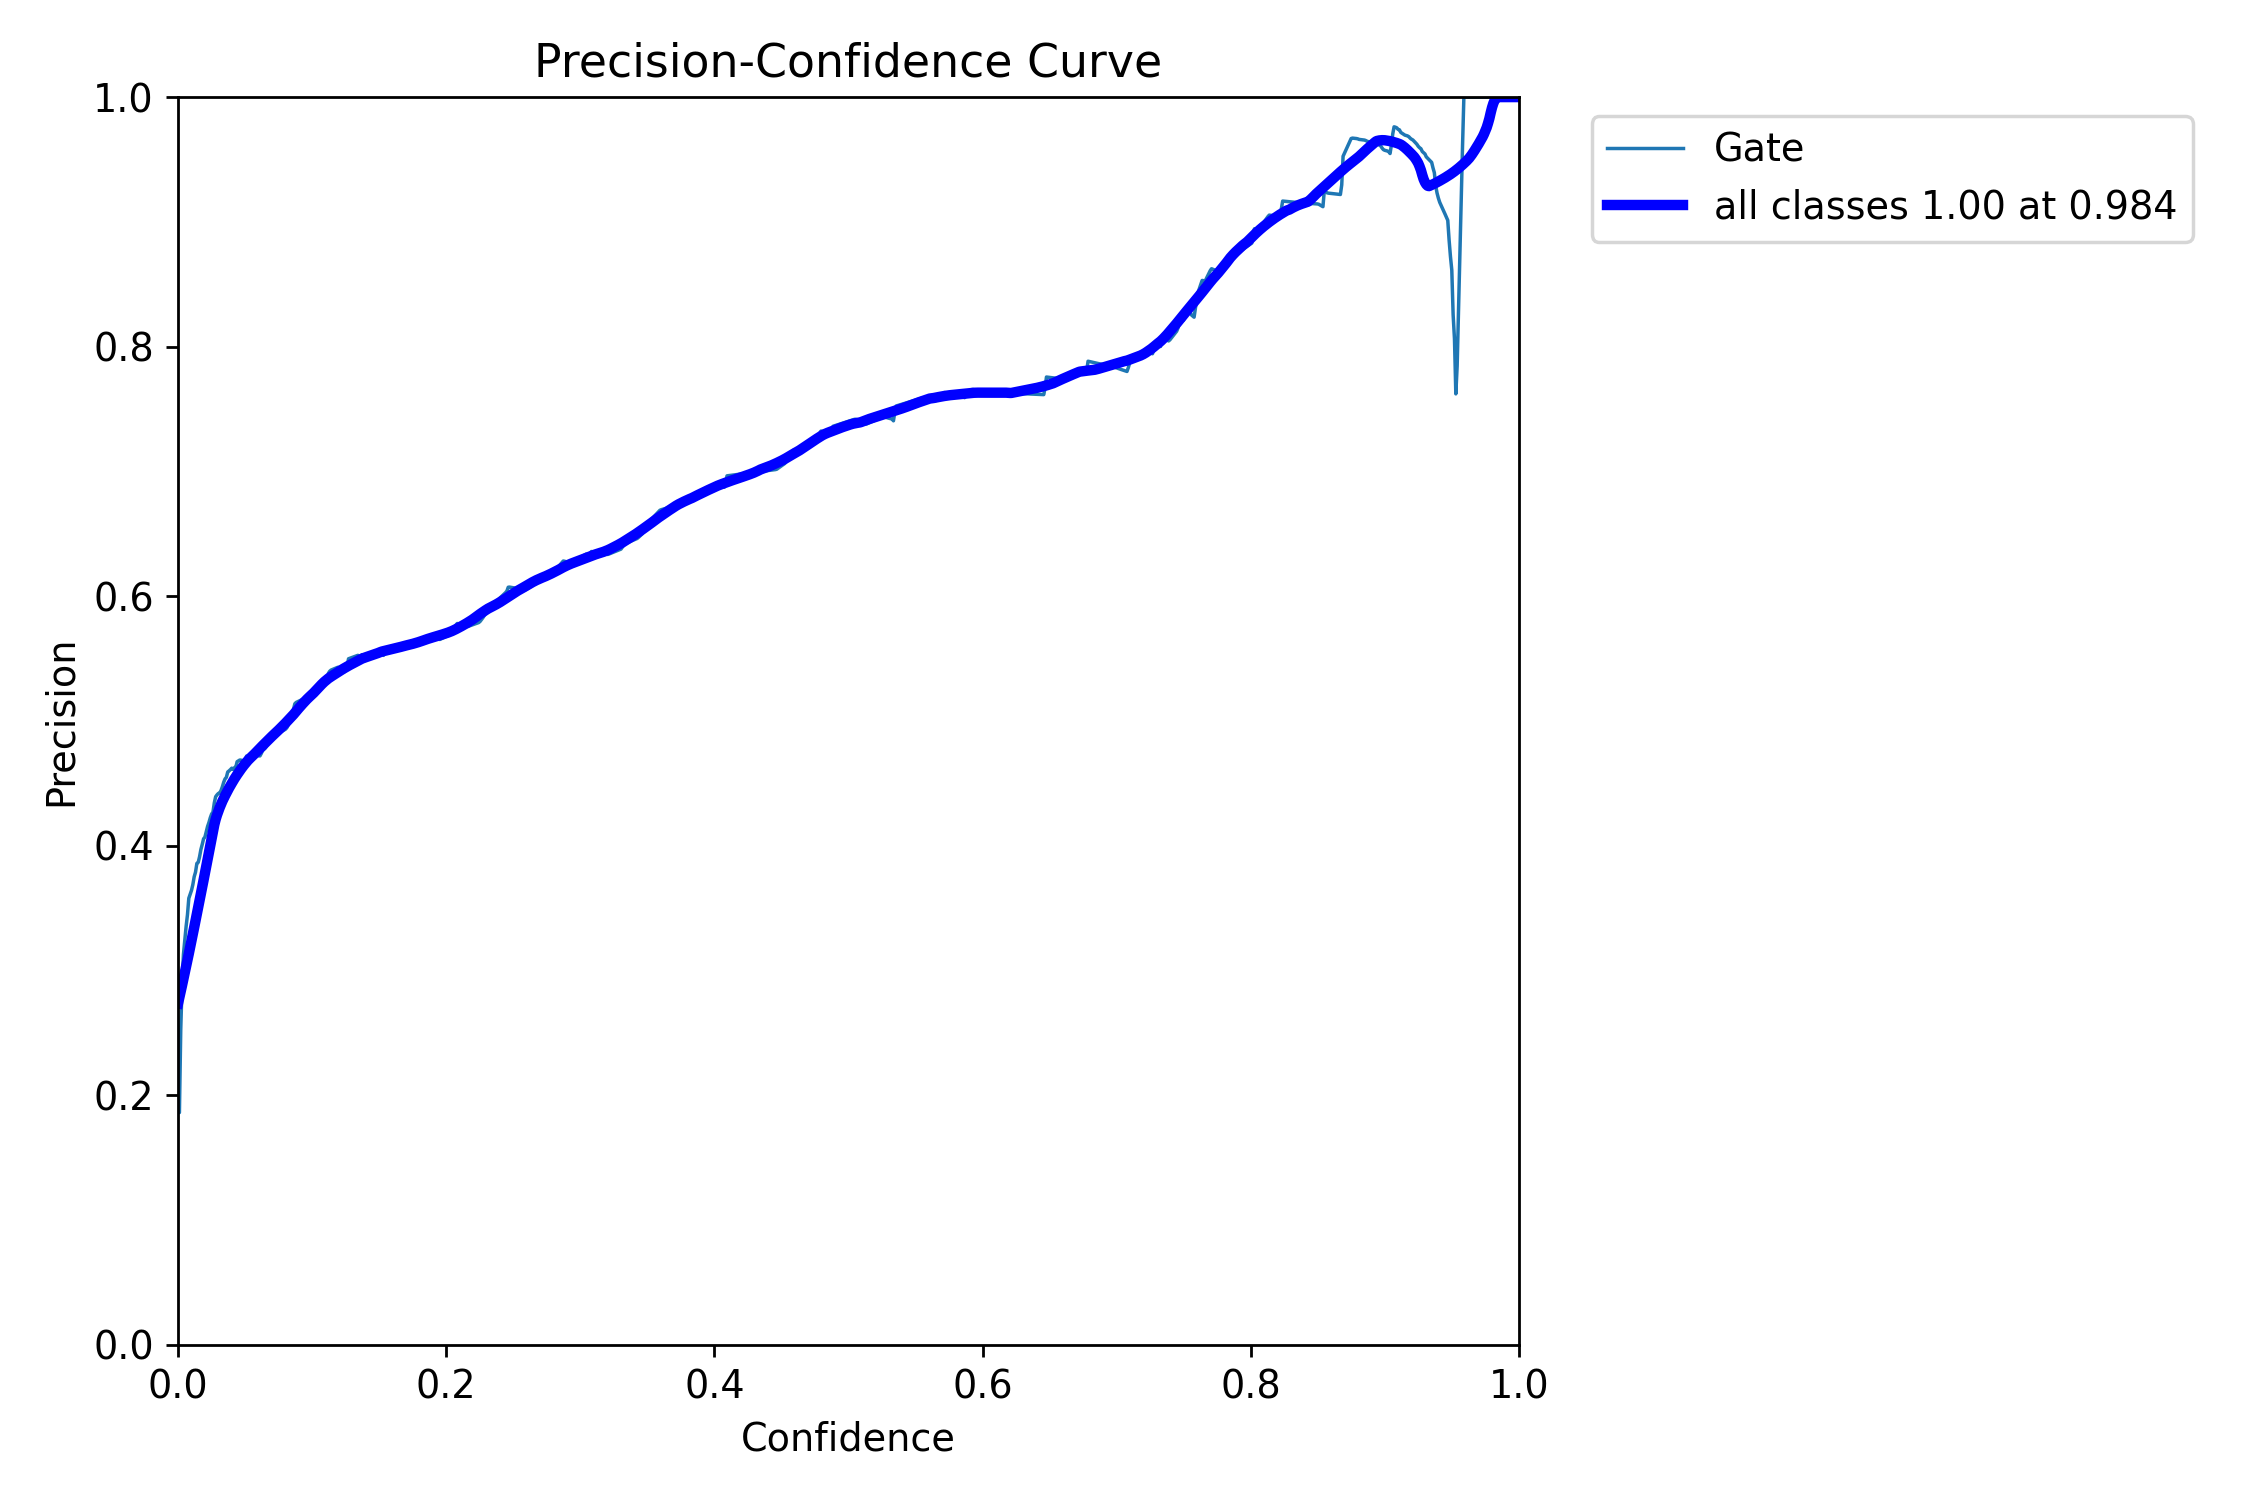 Precision-Confidence Curve
1.0
0.8
0.6
0.4
0.2
0.0
Precision
0.0 0.2 0.4 0.6 0.8 1.0
Confidence
Gate
all classes 1.00 at 0.984